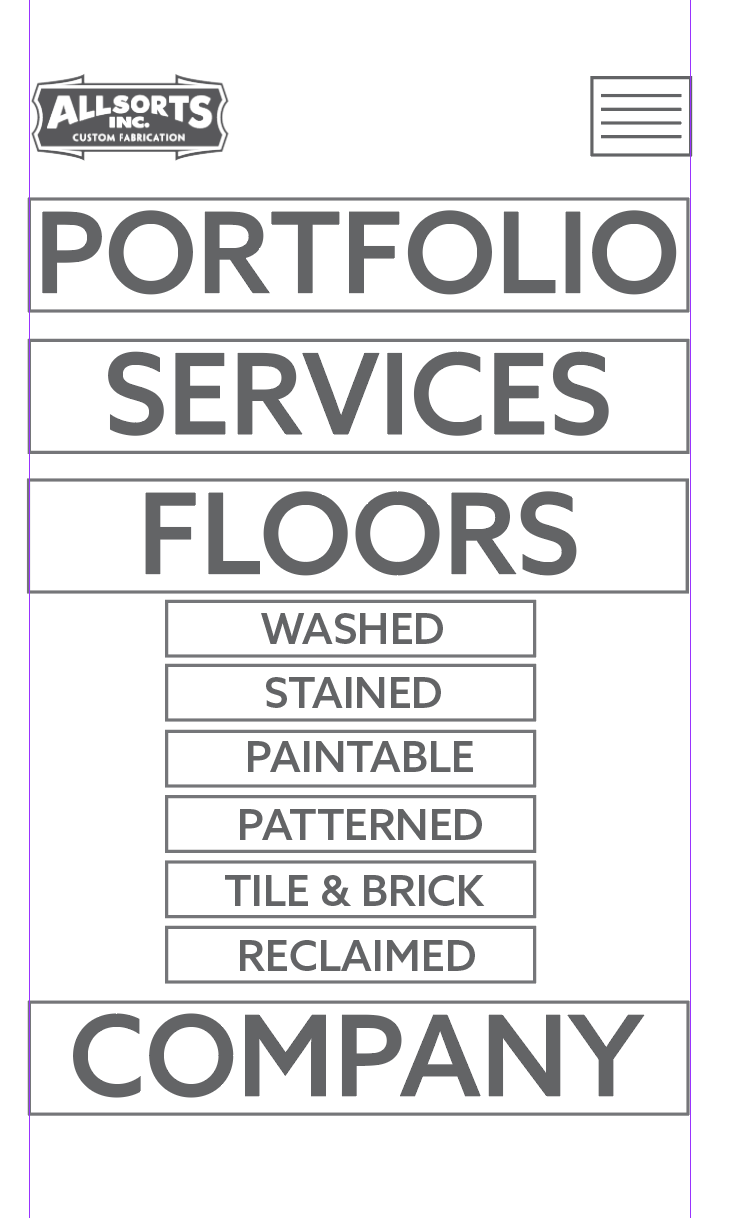 ALLSORTS
INC.
CUSTOM FABRICATION
PORTFOLIO
SERVICES
FLOORS
WASHED
STAINED
PAINTABLE
PATTERNED
TILE & BRICK
RECLAIMED
COMPANY